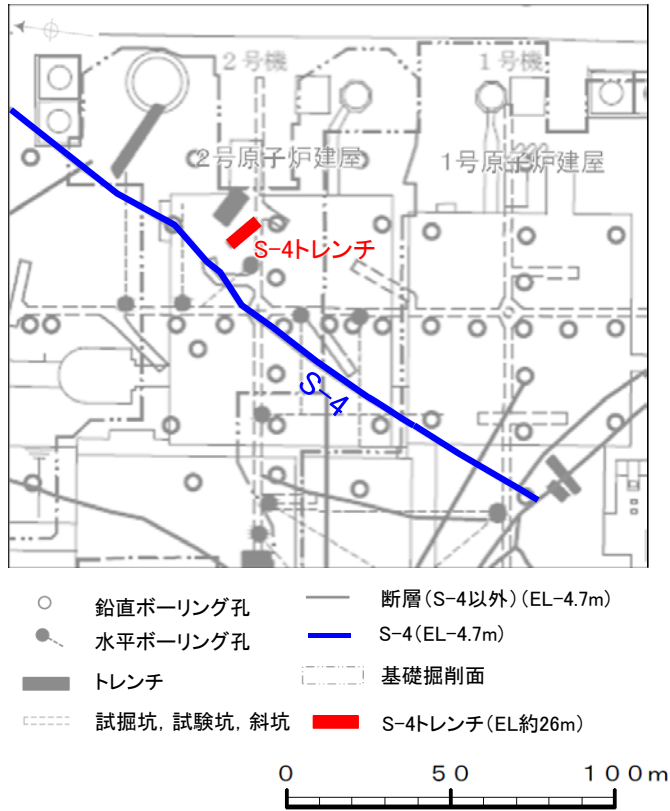 2号機
1号機
2号原子炉建屋
1号原子炉建屋
S-4トレンチ
S-4
鉛直ボーリング孔
断層(S-4以外)(EL-4.7m)
水平ボーリング孔
S-4(EL-4.7m)
トレンチ
基礎掘削面
試掘坑, 試験坑, 斜坑
S-4トレンチ(EL約26m)
0 50 100m